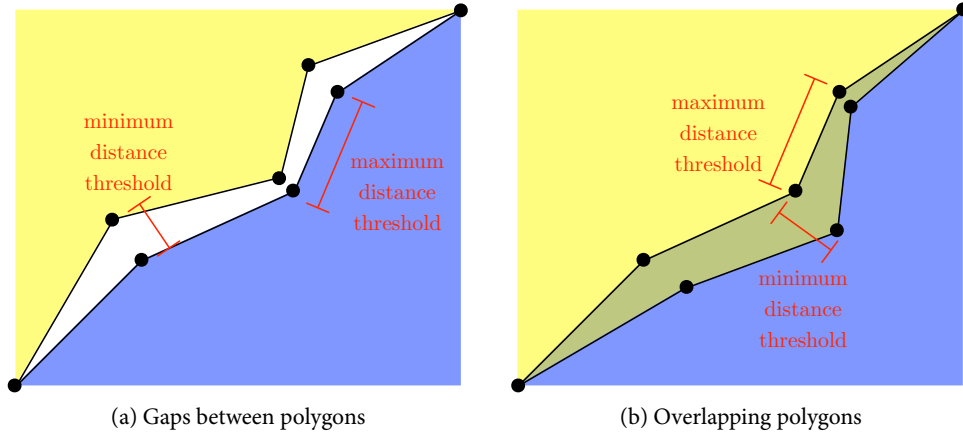 minimum
distance
threshold
maximum
distance
threshold
(a) Gaps between polygons
maximum
distance
threshold
minimum
distance
threshold
(b) Overlapping polygons